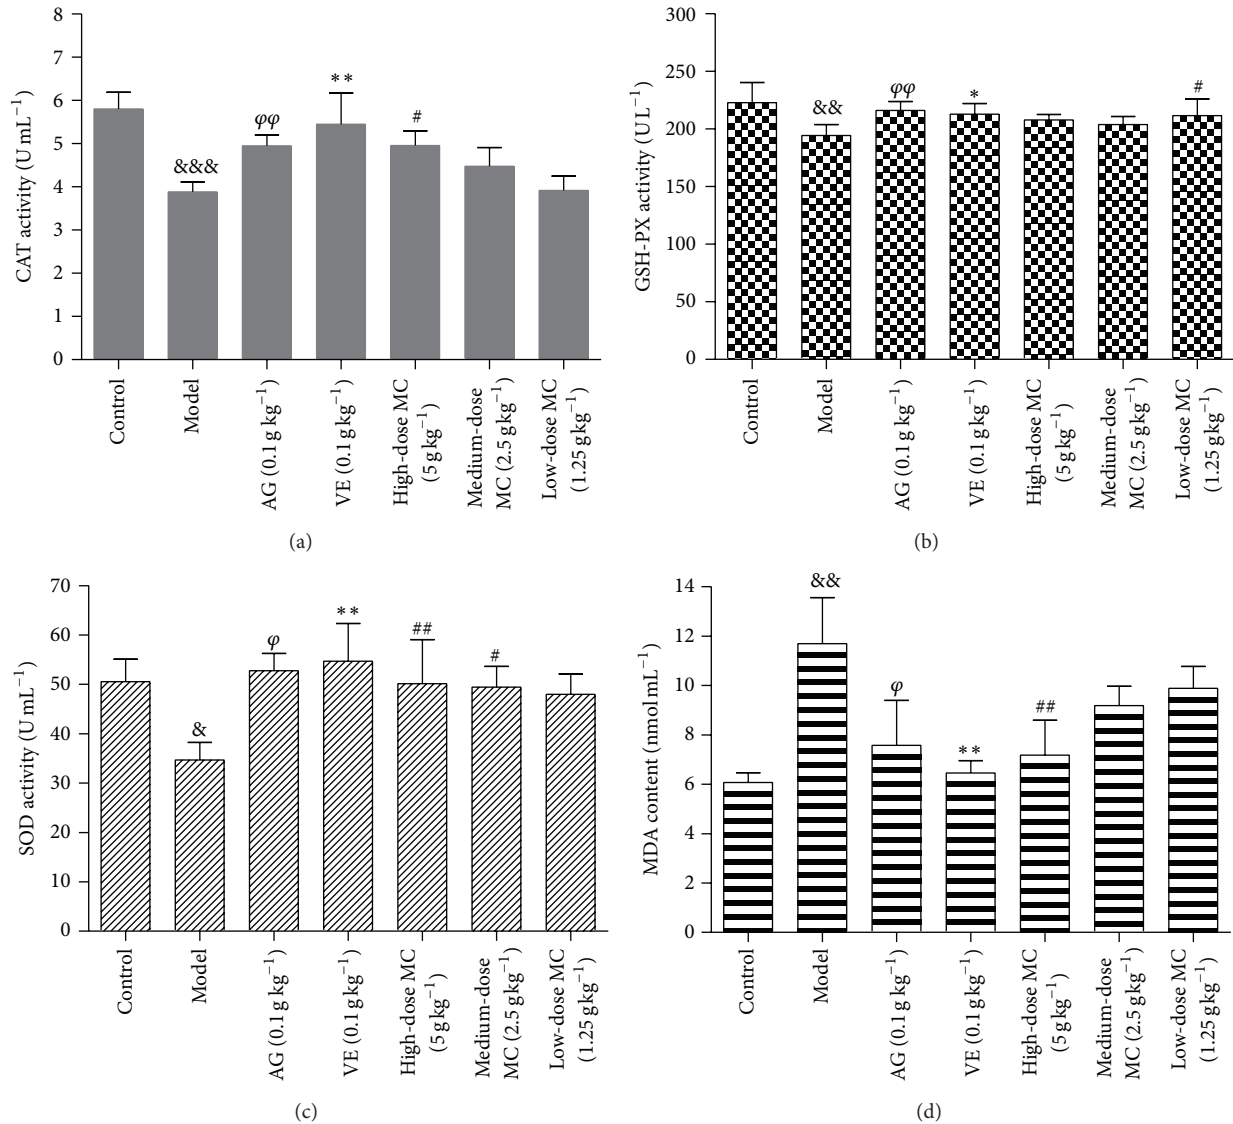 CAT activity (U mL⁻¹)
8
7
6
5
4
3
2
1
0
&&&
φφ
**
#
Control
Model
AG (0.1 g kg⁻¹)
VE (0.1 g kg⁻¹)
High-dose MC
(5 g kg⁻¹)
Medium-dose
MC (2.5 g kg⁻¹)
Low-dose MC
(1.25 g kg⁻¹)
(a)
GSH-PX activity (U L⁻¹)
300
250
200
150
200
250
50
0
&&
φφ
*
#
Control
Model
AG (0.1 g kg⁻¹)
VE (0.1 g kg⁻¹)
High-dose MC
(5 g kg⁻¹)
Medium-dose
MC (2.5 g kg⁻¹)
Low-dose MC
(1.25 g kg⁻¹)
(b)
SOD activity (U mL⁻¹)
70
60
50
40
30
20
10
0
&
φ
**
##
#
Control
Model
AG (0.1 g kg⁻¹)
VE (0.1 g kg⁻¹)
High-dose MC
(5 g kg⁻¹)
Medium-dose
MC (2.5 g kg⁻¹)
Low-dose MC
(1.25 g kg⁻¹)
(c)
MDA content (nmol mL⁻¹)
14
12
10
8
6
4
2
0
&&
φ
**
##
Control
Model
AG (0.1 g kg⁻¹)
VE (0.1 g kg⁻¹)
High-dose MC
(5 g kg⁻¹)
Medium-dose
MC (2.5 g kg⁻¹)
Low-dose MC
(1.25 g kg⁻¹)
(d)